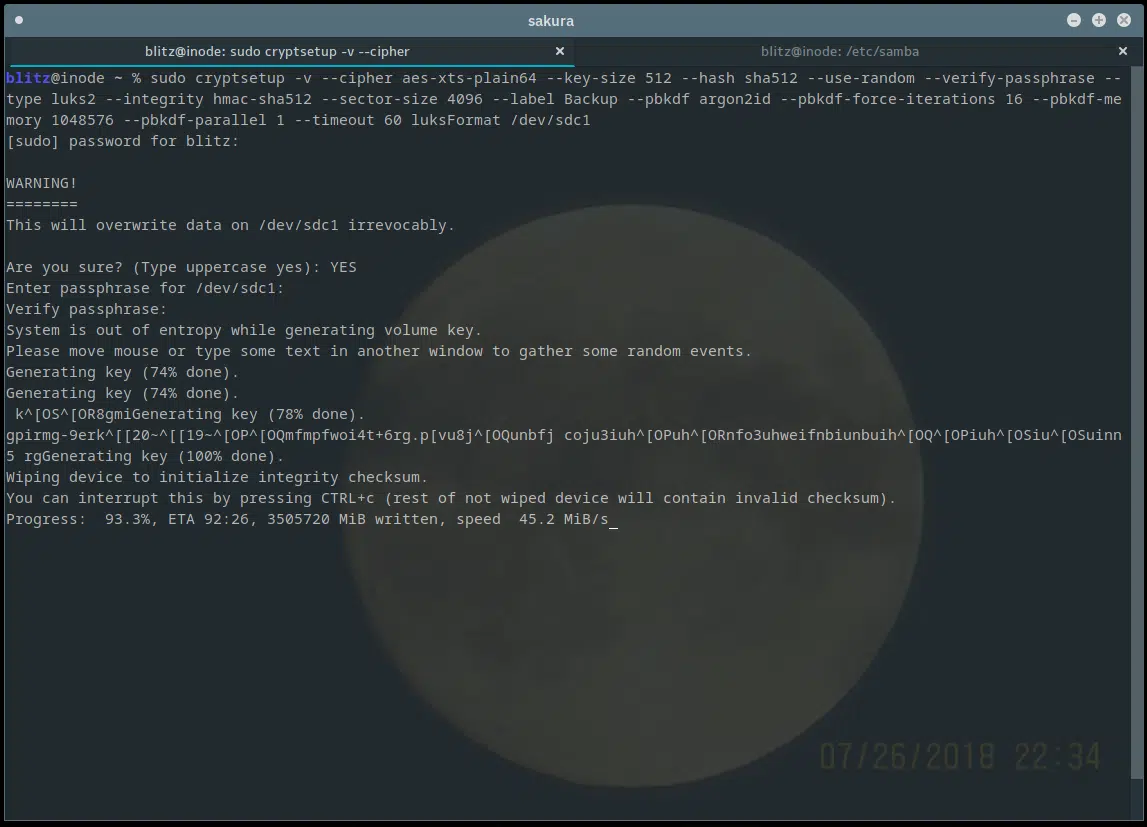 sakura
blitz@inode: sudo cryptsetup -v --cipher
blitz@inode: /etc/samba
blitz@inode ~ % sudo cryptsetup -v --cipher aes-xts-plain64 --key-size 512 --hash sha512 --use-random --verify-passphrase --
type luks2 --integrity hmac-sha512 --sector-size 4096 --label Backup --pbkdf argon2id --pbkdf-force-iterations 16 --pbkdf-me
mory 1048576 --pbkdf-parallel 1 --timeout 60 luksFormat /dev/sdc1
[sudo] password for blitz:
WARNING!
========
This will overwrite data on /dev/sdc1 irrevocably.
Are you sure? (Type uppercase yes): YES
Enter passphrase for /dev/sdc1:
Verify passphrase:
System is out of entropy while generating volume key.
Please move mouse or type some text in another window to gather some random events.
Generating key (74% done).
Generating key (74% done).
 k^[OS^[OR8gmiGenerating key (78% done).
gpirmg-9erk^[[20~^[[19~^[OP^[OQmfmpfwoi4t+6rg.p[vu8j^[OQunbfj coju3iuh^[OPuh^[ORnfo3uhweifnbiunbuih^[OQ^[OPiuh^[OSiu^[OSuinn
5 rgGenerating key (100% done).
Wiping device to initialize integrity checksum.
You can interrupt this by pressing CTRL+c (rest of not wiped device will contain invalid checksum).
Progress:  93.3%, ETA 92:26, 3505720 MiB written, speed  45.2 MiB/s
07/26/2018 22:34